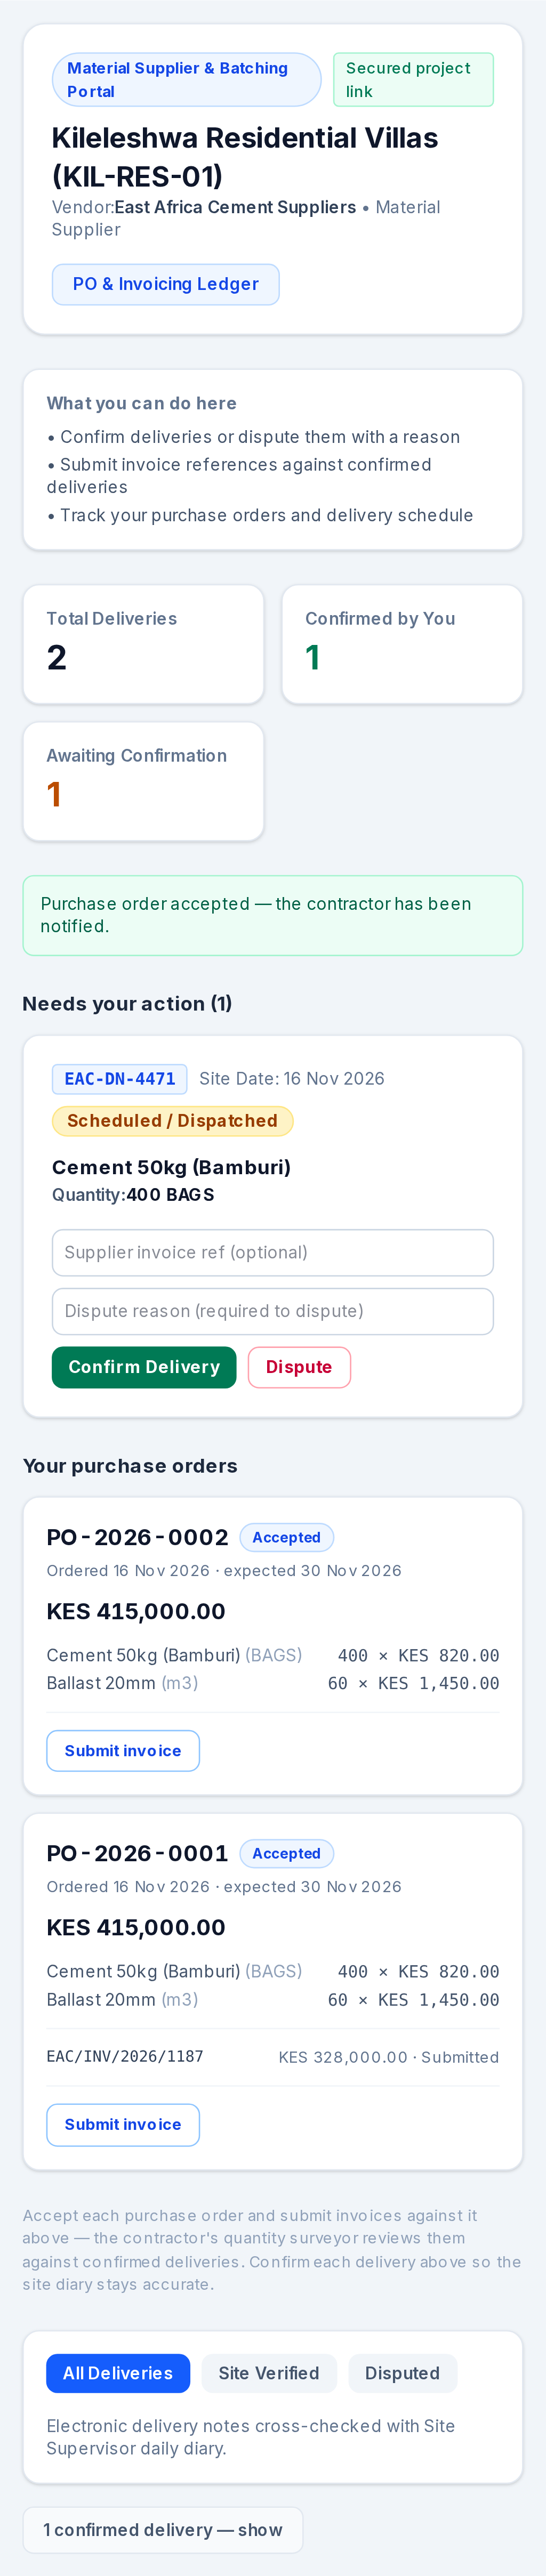 Material Supplier & Batching
Portal
Secured project
link
Kileleshwa Residential Villas
(KIL-RES-01)
Vendor:East Africa Cement Suppliers • Material
Supplier
PO & Invoicing Ledger
What you can do here
• Confirm deliveries or dispute them with a reason
• Submit invoice references against confirmed
deliveries
• Track your purchase orders and delivery schedule
Total Deliveries
2
Confirmed by You
1
Awaiting Confirmation
1
Purchase order accepted — the contractor has been
notified.
Needs your action (1)
EAC-DN-4471 Site Date: 16 Nov 2026
Scheduled / Dispatched
Cement 50kg (Bamburi)
Quantity:400 BAGS
Supplier invoice ref (optional)
Dispute reason (required to dispute)
Confirm Delivery Dispute
Your purchase orders
PO-2026-0002 Accepted
Ordered 16 Nov 2026 · expected 30 Nov 2026
KES 415,000.00
Cement 50kg (Bamburi) (BAGS) 400 × KES 820.00
Ballast 20mm (m3) 60 × KES 1,450.00
Submit invoice
PO-2026-0001 Accepted
Ordered 16 Nov 2026 · expected 30 Nov 2026
KES 415,000.00
Cement 50kg (Bamburi) (BAGS) 400 × KES 820.00
Ballast 20mm (m3) 60 × KES 1,450.00
EAC/INV/2026/1187 KES 328,000.00 · Submitted
Submit invoice
Accept each purchase order and submit invoices against it
above — the contractor's quantity surveyor reviews them
against confirmed deliveries. Confirm each delivery above so the
site diary stays accurate.
All Deliveries Site Verified Disputed
Electronic delivery notes cross-checked with Site
Supervisor daily diary.
1 confirmed delivery — show